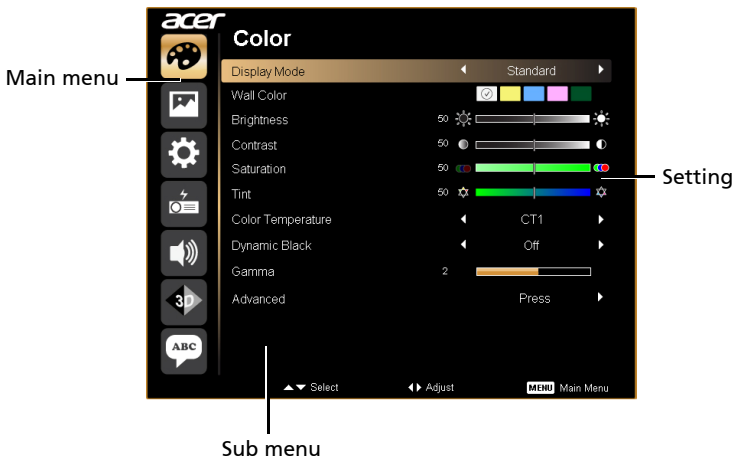 acer
Color
Main menu
Display Mode Standard
Wall Color
Brightness 50
Contrast 50
Saturation 50
Setting
Tint 50
Color Temperature CT1
Dynamic Black Off
Gamma 2
3D
Advanced Press
ABC
Select Adjust MENU Main Menu
Sub menu